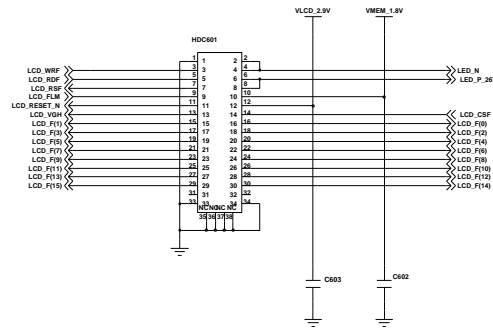 VLCD_2.9V VMEM_1.8V
HDC601
1 1 2 2
LCD_WRF 3 3 4 4 LED_N
LCD_RDF 5 5 6 6 LED_P_26
LCD_RSF 7 7 8 8
LCD_FLM 9 9 10 10
LCD_RESET_N 11 11 12 12
LCD_VGH 13 13 14 14 LCD_CSF
LCD_F(1) 15 15 16 16 LCD_F(0)
LCD_F(3) 17 17 18 18 LCD_F(2)
LCD_F(5) 19 19 20 20 LCD_F(4)
LCD_F(7) 21 21 22 22 LCD_F(6)
LCD_F(9) 23 23 24 24 LCD_F(8)
LCD_F(11) 25 25 26 26 LCD_F(10)
LCD_F(13) 27 27 28 28 LCD_F(12)
LCD_F(15) 29 29 30 30 LCD_F(14)
31 31 32 32
33 33 34 34
NC NC NC NC
35 36 37 38
C603 C602